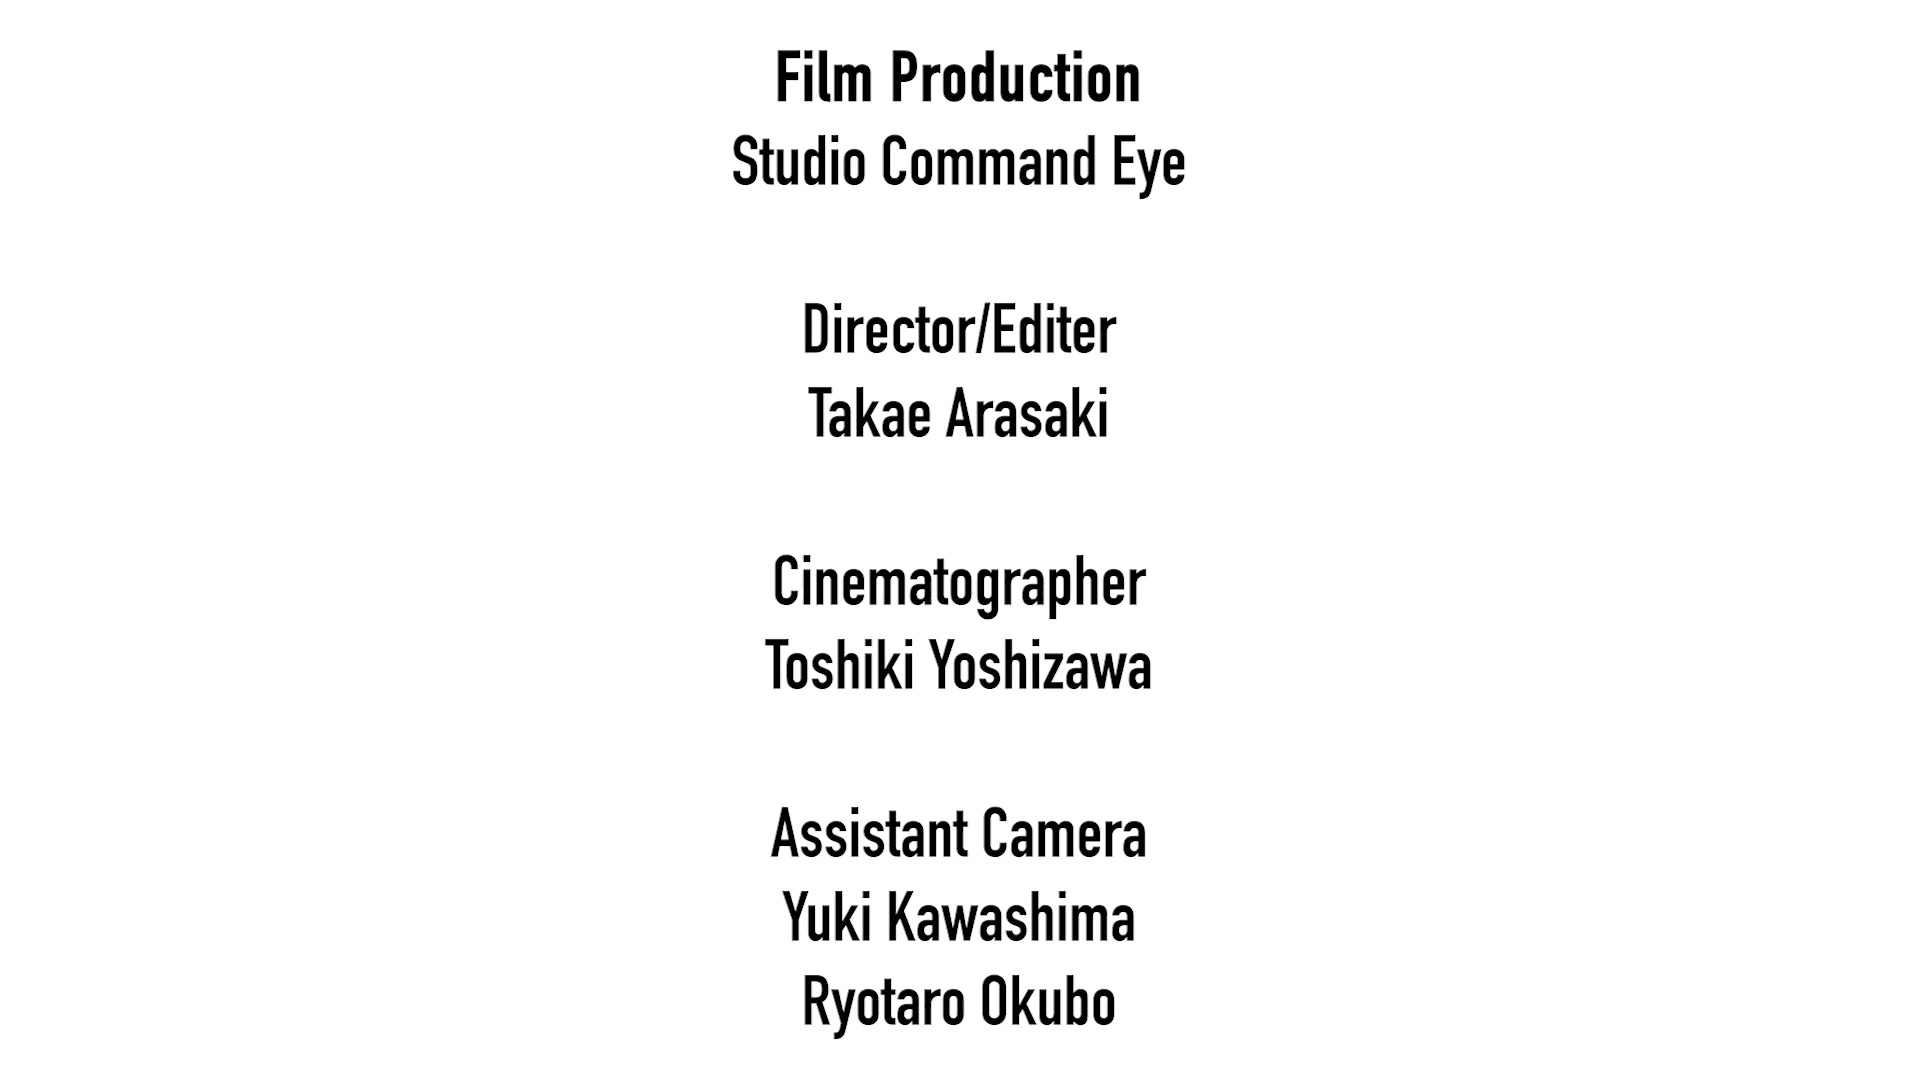 Film Production
Studio Command Eye
Director/Editer
Takae Arasaki
Cinematographer
Toshiki Yoshizawa
Assistant Camera
Yuki Kawashima
Ryotaro Okubo